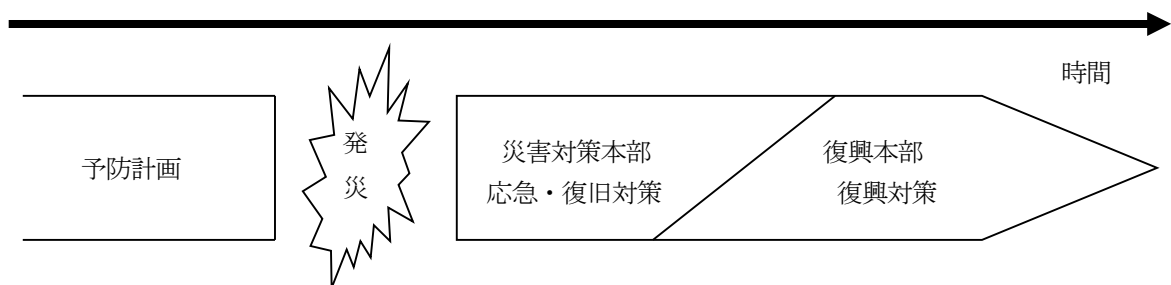 時間
予防計画
発
災
災害対策本部
応急・復旧対策
復興本部
復興対策